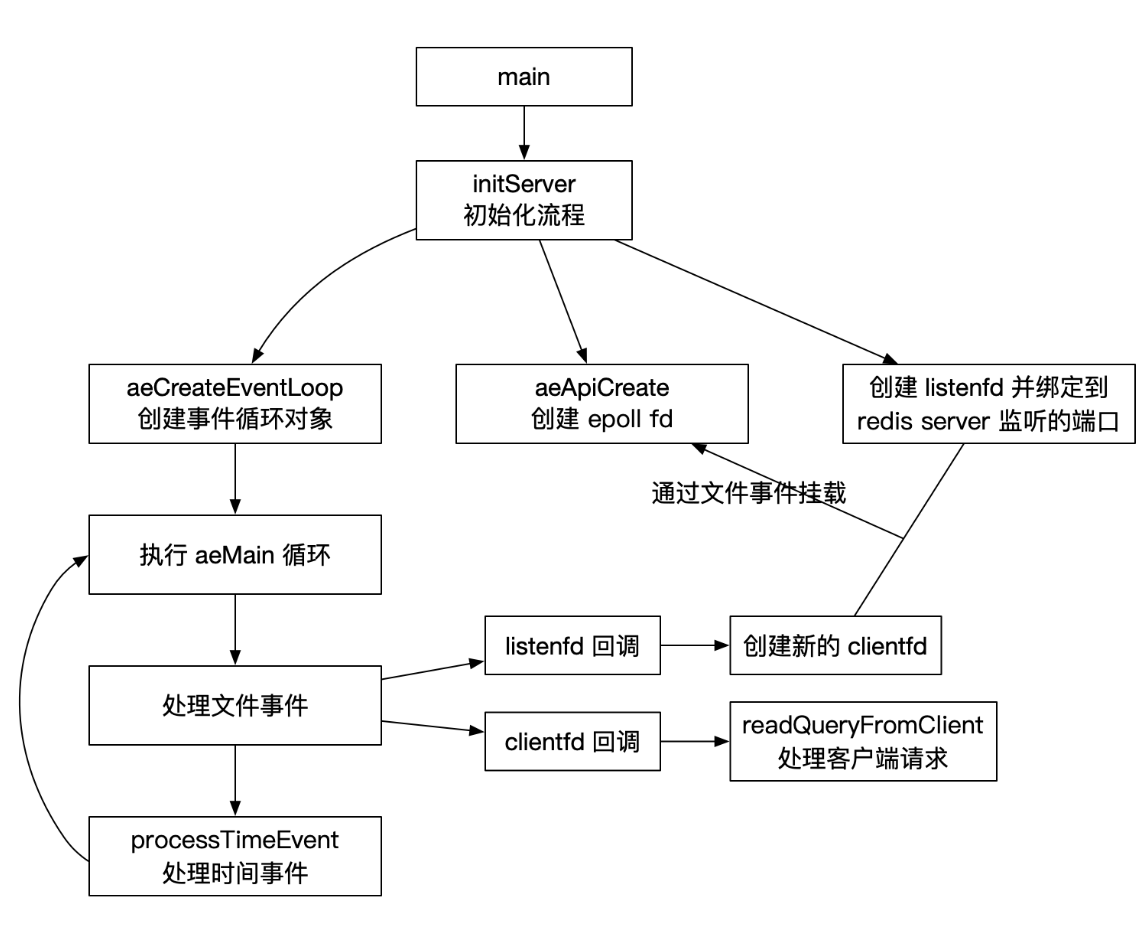 main
initServer
初始化流程
aeCreateEventLoop
创建事件循环对象
aeApiCreate
创建 epoll fd
创建 listenfd 并绑定到
redis server 监听的端口
通过文件事件挂载
执行 aeMain 循环
处理文件事件
listenfd 回调
创建新的 clientfd
clientfd 回调
readQueryFromClient
处理客户端请求
processTimeEvent
处理时间事件